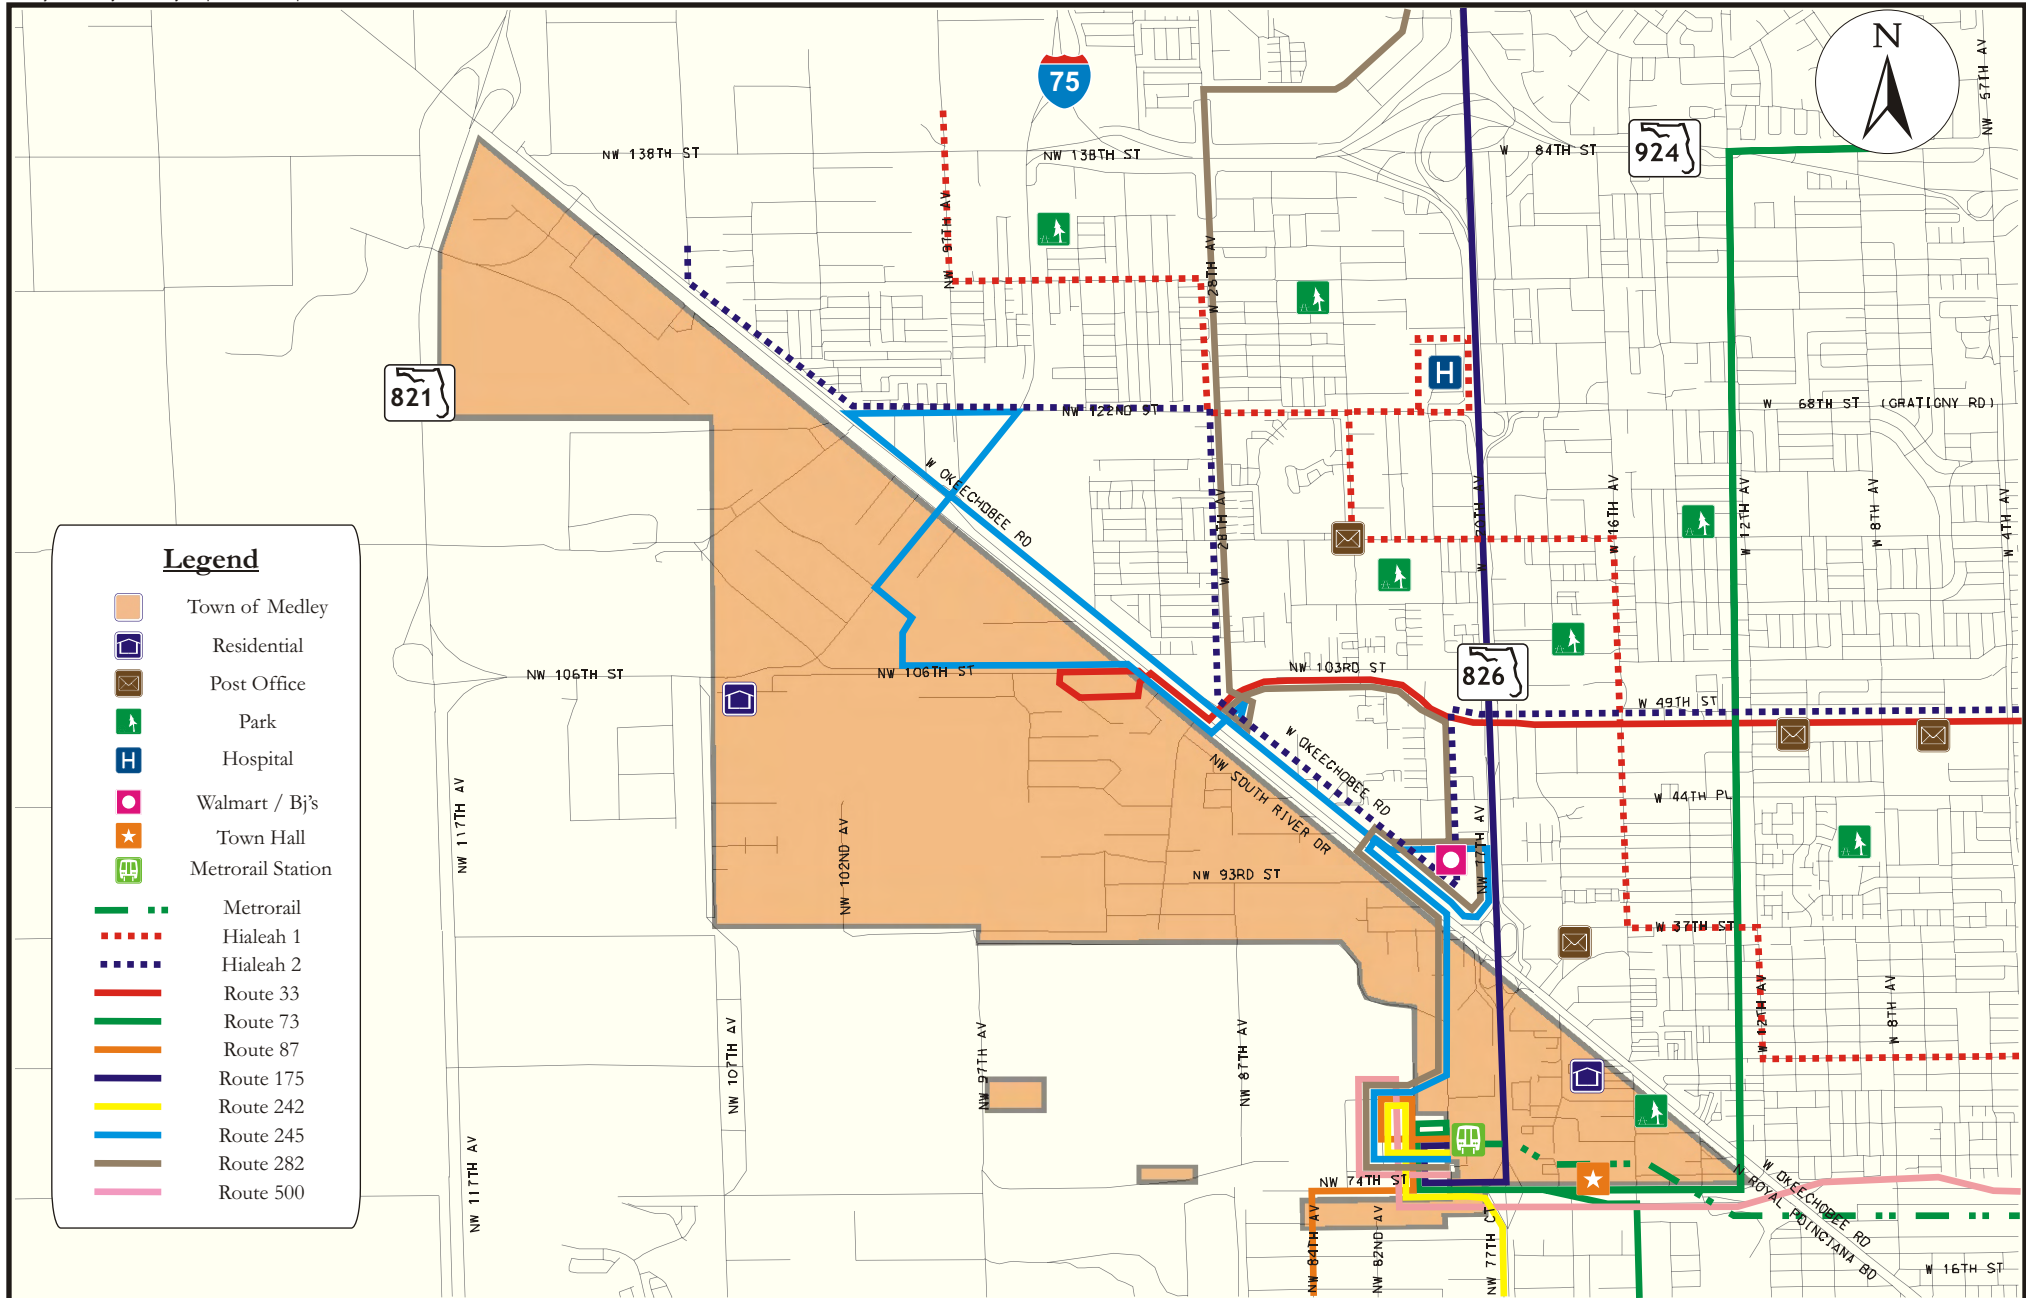 N
NW 57TH AV
75
NW 138TH ST
NW 138TH ST
W 84TH ST
924
NW 97TH AV
W 28TH AV
821
NW 122ND ST
W 68TH ST (GRATIGNY RD)
W OKEECHOBEE RD
W 28TH AV
W 20TH AV
W 16TH AV
W 12TH AV
W 8TH AV
W 4TH AV
H
Legend
Town of Medley
Residential
Post Office
Park
H
Hospital
Walmart / Bj's
Town Hall
Metrorail Station
Metrorail
Hialeah 1
Hialeah 2
Route 33
Route 73
Route 87
Route 175
Route 242
Route 245
Route 282
Route 500
NW 106TH ST
NW 106TH ST
NW 103RD ST
826
W 49TH ST
W OKEECHOBEE RD
NW SOUTH RIVER DR
W 44TH PL
NW 117TH AV
NW 102ND AV
NW 77TH AV
NW 93RD ST
W 37TH ST
NW 107TH AV
NW 97TH AV
NW 87TH AV
W 12TH AV
W 8TH AV
NW 117TH AV
NW 74TH ST
NW 84TH AV
NW 82ND AV
NW 77TH CT
W OKEECHOBEE RD
N ROYAL POINCIANA BD
W 16TH ST